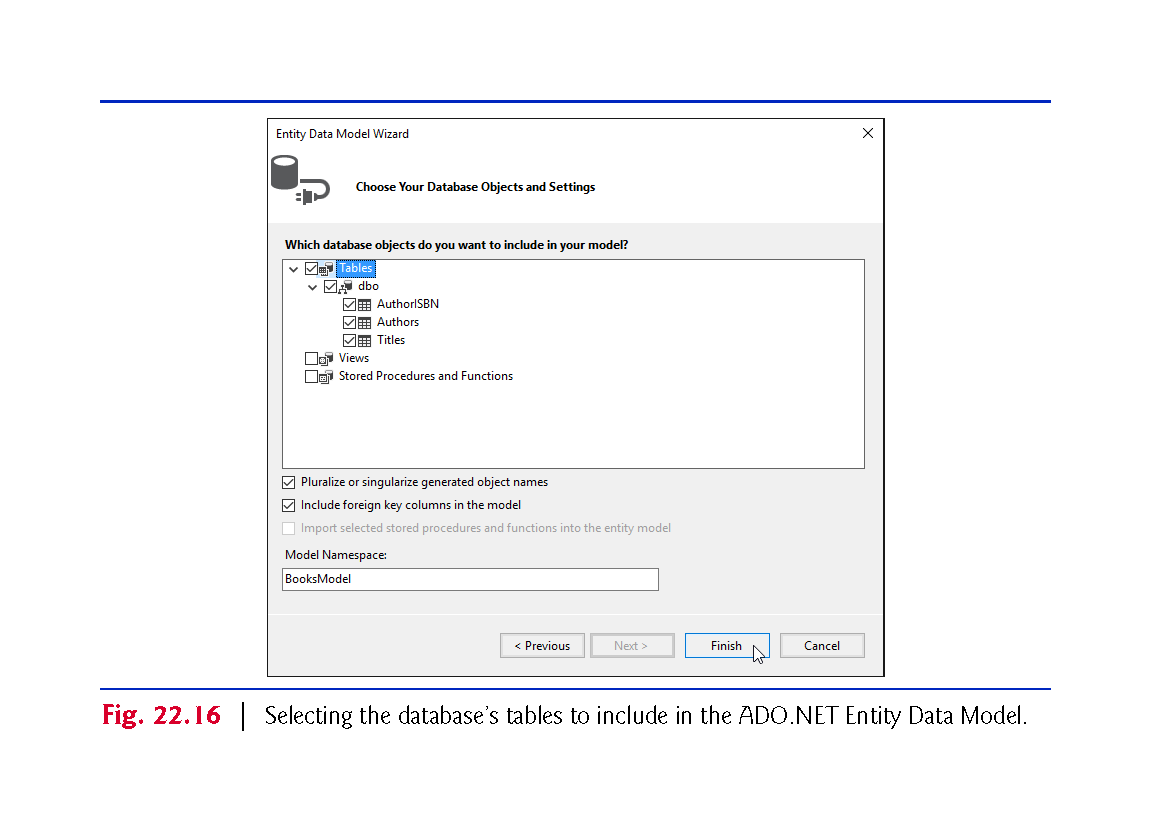 Entity Data Model Wizard
Choose Your Database Objects and Settings
Which database objects do you want to include in your model?
Tables
dbo
AuthorISBN
Authors
Titles
Views
Stored Procedures and Functions
Pluralize or singularize generated object names
Include foreign key columns in the model
Import selected stored procedures and functions into the entity model
Model Namespace:
BooksModel
< Previous Next > Finish Cancel
Fig. 22.16 | Selecting the database's tables to include in the ADO.NET Entity Data Model.